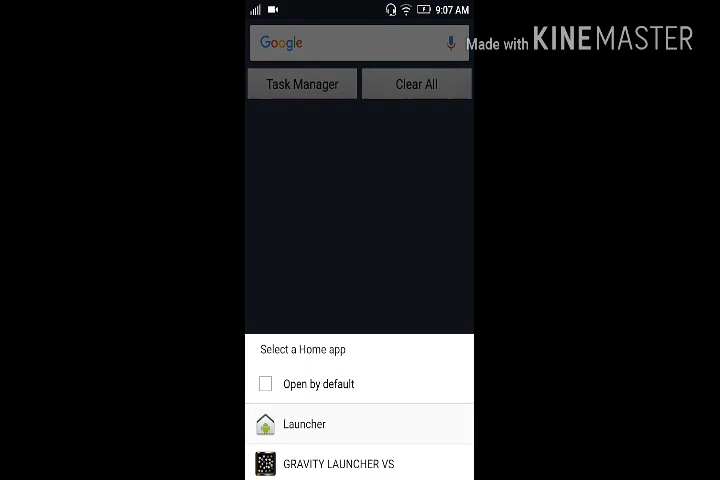 9:07 AM
Google
Made with KINEMASTER
Task Manager
Clear All
Select a Home app
Open by default
Launcher
GRAVITY LAUNCHER VS